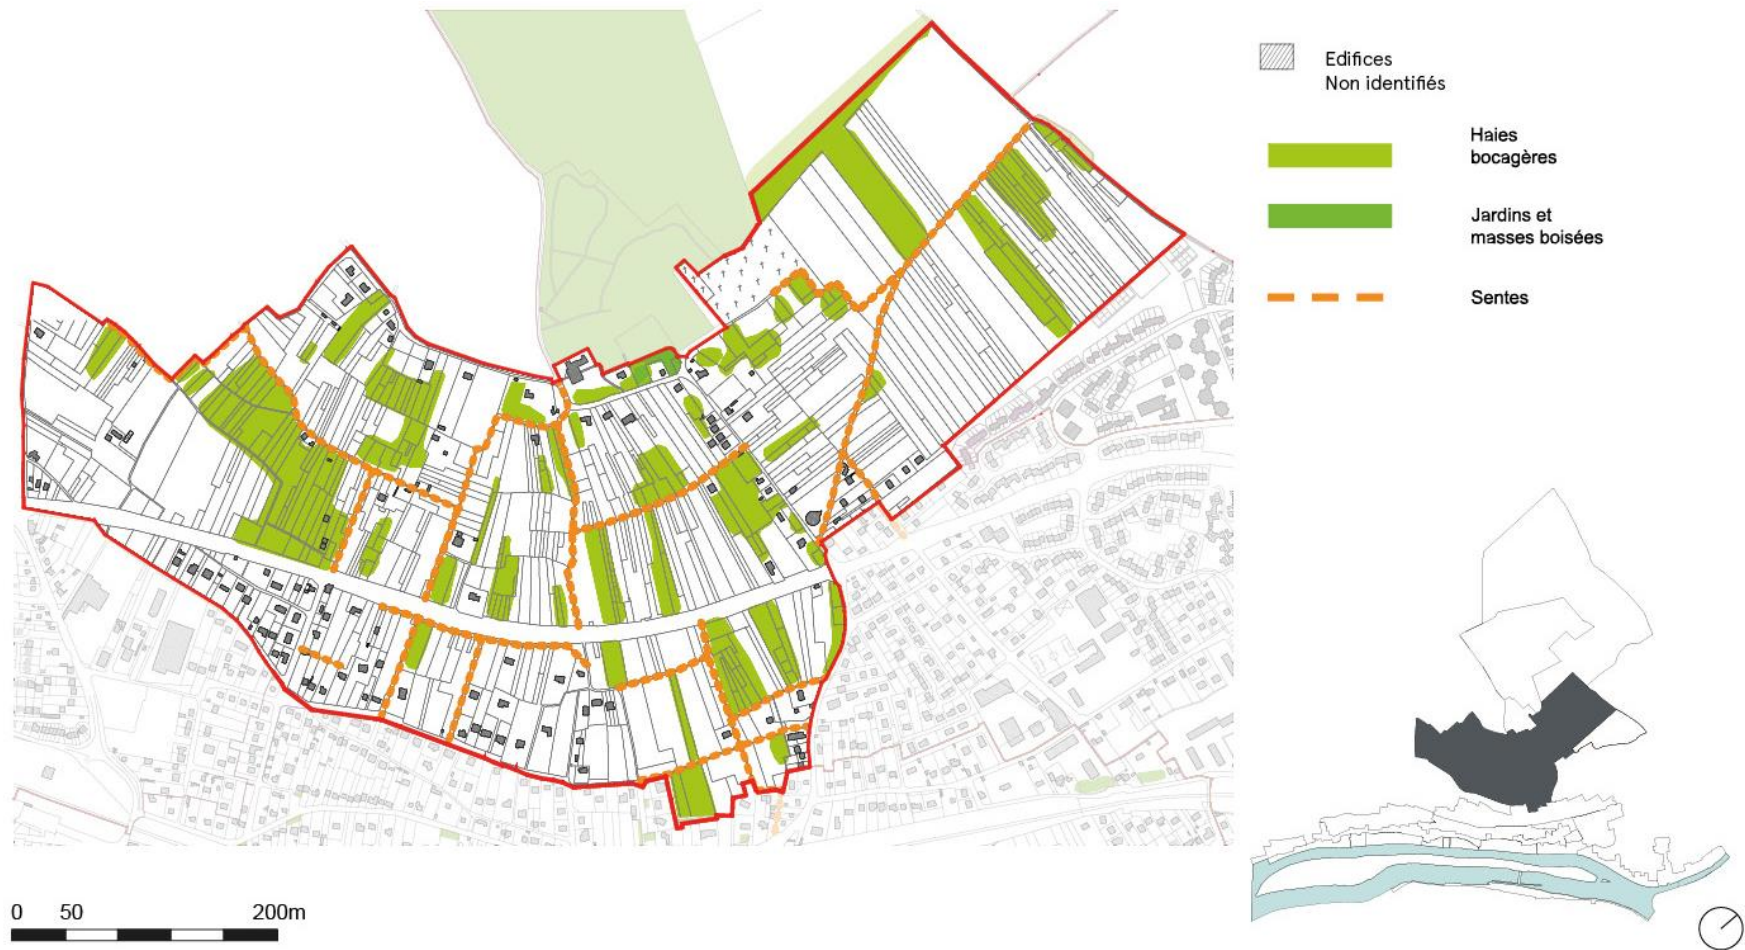 Edifices
Non identifiés
Haies
bocagères
Jardins et
masses boisées
Sentes
0 50 200m